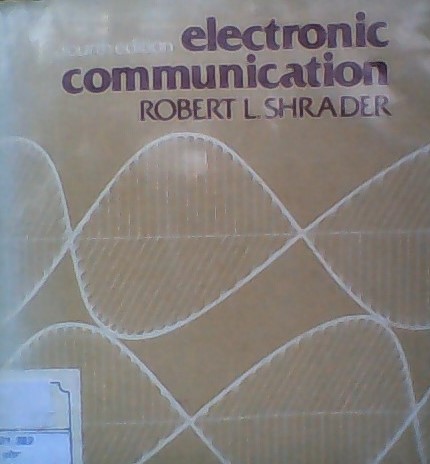 fourth edition electronic
communication
ROBERT L. SHRADER